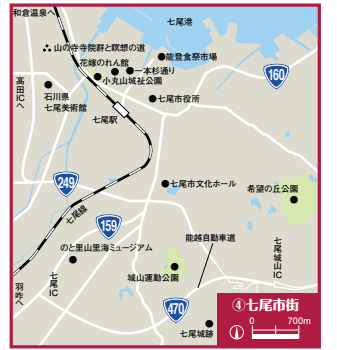 和倉温泉へ
七尾港
山の寺寺院群と瞑想の道
能登食祭市場
花嫁のれん館
一本杉通り
小丸山城址公園
160
高田ICへ
石川県
七尾美術館
七尾市役所
七尾駅
249
七尾市文化ホール
希望の丘公園
七尾線
159
能越自動車道
のと里山里海ミュージアム
七尾城山IC
七尾IC
城山運動公園
羽咋へ
470
七尾城跡
④七尾市街
0 700m